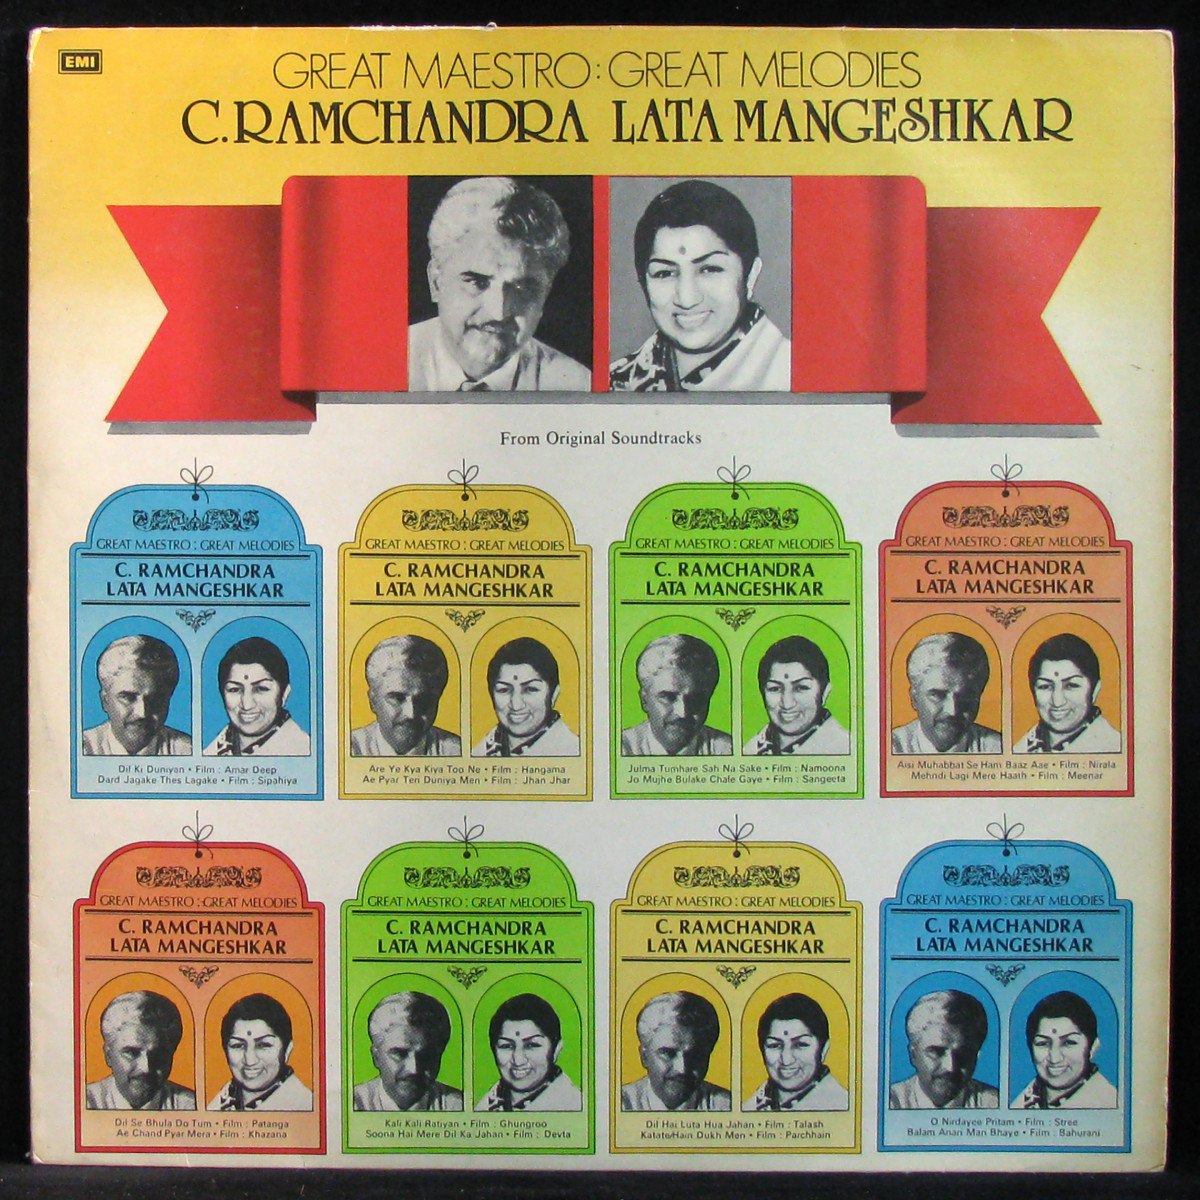 EMI
GREAT MAESTRO : GREAT MELODIES
C. RAMCHANDRA LATA MANGESHKAR
From Original Soundtracks
GREAT MAESTRO : GREAT MELODIES
C. RAMCHANDRA
LATA MANGESHKAR
Dil Ki Duniyan • Film : Amar Deep
Dard Jagake Thes Lagake • Film : Sipahiya
GREAT MAESTRO : GREAT MELODIES
C. RAMCHANDRA
LATA MANGESHKAR
Are Ye Kya Kiya Too Ne • Film : Hangama
Ae Pyar Teri Duniya Men • Film : Jhan Jhar
GREAT MAESTRO : GREAT MELODIES
C. RAMCHANDRA
LATA MANGESHKAR
Julma Tumhare Sah Na Sake • Film : Namoona
Jo Mujhe Bulake Chale Gaye • Film : Sangeeta
GREAT MAESTRO : GREAT MELODIES
C. RAMCHANDRA
LATA MANGESHKAR
Aisi Muhabbat Se Ham Baaz Aae • Film : Nirala
Mehndi Lagi Mere Haath • Film : Meenar
GREAT MAESTRO : GREAT MELODIES
C. RAMCHANDRA
LATA MANGESHKAR
Dil Se Bhula Do Tum • Film : Patanga
Ae Chand Pyar Mera • Film : Khazana
GREAT MAESTRO : GREAT MELODIES
C. RAMCHANDRA
LATA MANGESHKAR
Kali Kali Ratiyan • Film : Ghungroo
Soona Hai Mere Dil Ka Jahan • Film : Devta
GREAT MAESTRO : GREAT MELODIES
C. RAMCHANDRA
LATA MANGESHKAR
Dil Hai Luta Hua Jahan • Film : Talash
Katate Hain Dukh Men • Film : Parchhain
GREAT MAESTRO : GREAT MELODIES
C. RAMCHANDRA
LATA MANGESHKAR
O Nirdayee Pritam • Film : Stree
Balam Anari Man Bhaye • Film : Bahurani